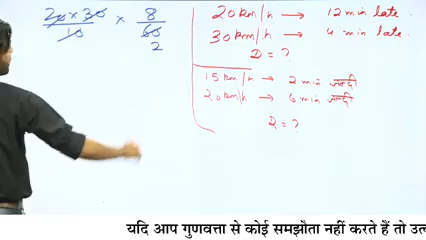 20 x 30 / 10 x 8 / 60
2
20 km/h → 12 min late.
30 km/h → 4 min late.
D = ?
15 km/h → 2 min जल्दी
20 km/h → 6 min जल्दी
D = ?
यदि आप गुणवत्ता से कोई समझौता नहीं करते हैं तो उत्